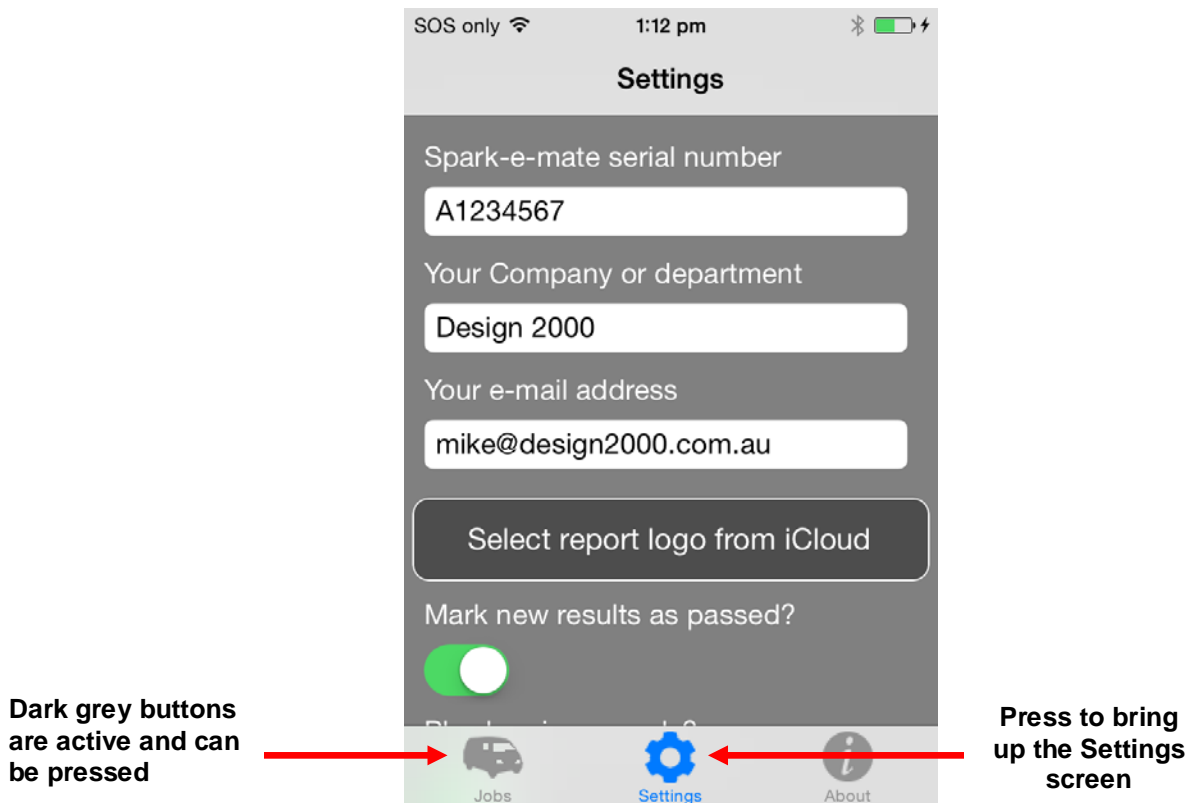 SOS only 1:12 pm
Settings
Spark-e-mate serial number
A1234567
Your Company or department
Design 2000
Your e-mail address
mike@design2000.com.au
Select report logo from iCloud
Mark new results as passed?
Dark grey buttons
are active and can
be pressed
Press to bring
up the Settings
screen
Jobs Settings About